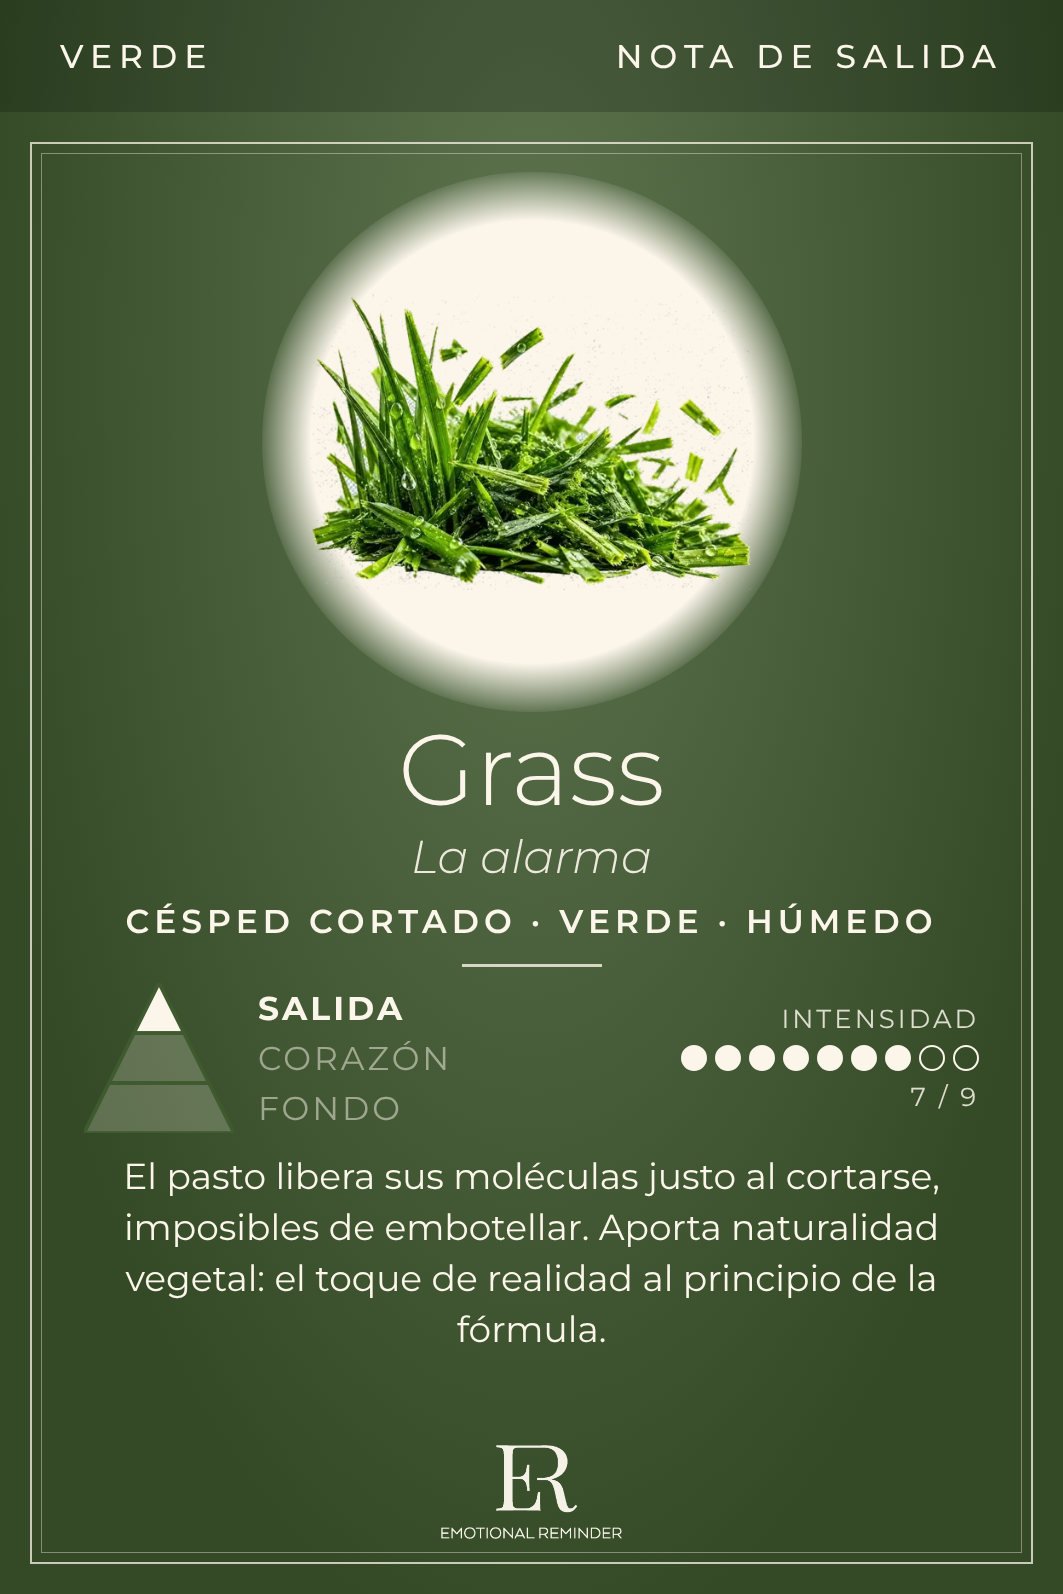 VERDE
NOTA DE SALIDA
Grass
La alarma
CÉSPED CORTADO · VERDE · HÚMEDO
SALIDA
CORAZÓN
FONDO
INTENSIDAD
7 / 9
El pasto libera sus moléculas justo al cortarse,
imposibles de embotellar. Aporta naturalidad
vegetal: el toque de realidad al principio de la
fórmula.
ER
EMOTIONAL REMINDER